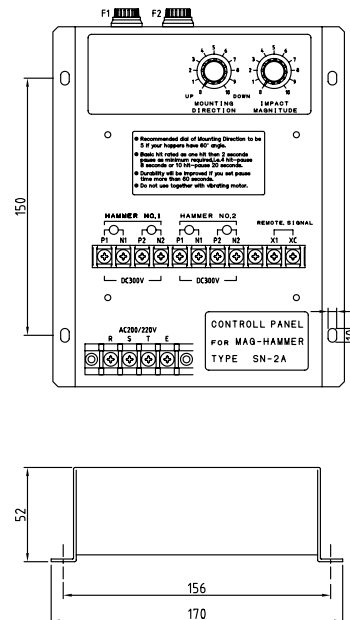 F1 F2
0 1 2 3 4 5 6 7 8 9 10
0 1 2 3 4 5 6 7 8 9 10
UP DOWN
MOUNTING DIRECTION
IMPACT MAGNITUDE
● Recommended dial of Mounting Direction to be
5 if your hoppers have 60° angle.
● Basic hit rated as one hit then 2 seconds
pause as minimum required,i.e.4 hit-pause
8 seconds or 10 hit-pause 20 seconds.
● Durability will be improved if you set pause
time more than 60 seconds.
● Do not use together with vibrating motor.
150
HAMMER NO.1 HAMMER NO.2 REMOTE SIGNAL
P1 N1 P2 N2 P1 N1 P2 N2 X1 XC
DC300V DC300V
AC200/220V
R S T E
CONTROLL PANEL
FOR MAG-HAMMER
TYPE SN-2A
10
52
156
170